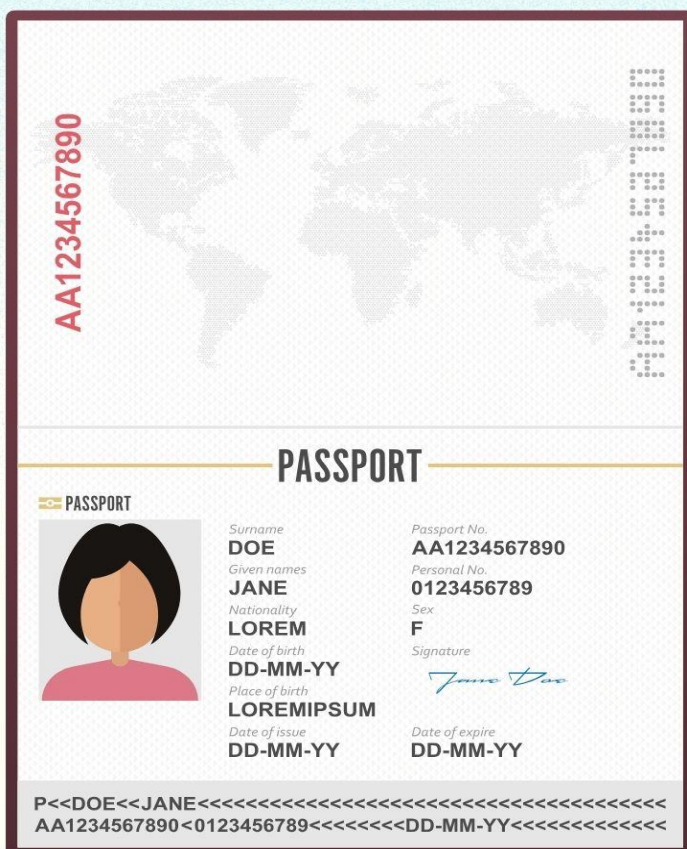 AA1234567890
PASSPORT
PASSPORT
Surname
DOE
Passport No.
AA1234567890
Given names
JANE
Personal No.
0123456789
Nationality
LOREM
Sex
F
Date of birth
DD-MM-YY
Signature
Jane Doe
Place of birth
LOREMIPSUM
Date of issue
DD-MM-YY
Date of expire
DD-MM-YY
P<<DOE<<JANE<<<<<<<<<<<<<<<<<<<<<<<<<<<<<<<<<<<<<<<
AA1234567890<0123456789<<<<<<<<DD-MM-YY<<<<<<<<<<<<<